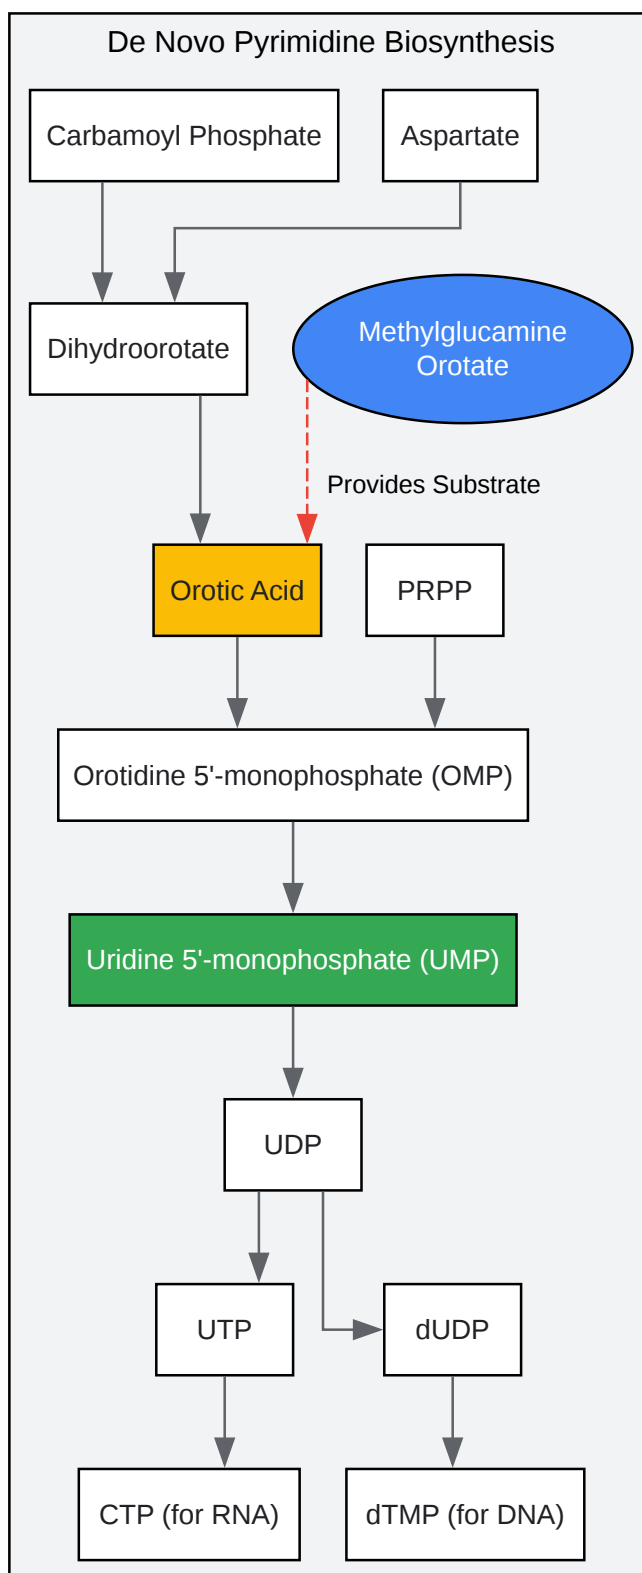 De Novo Pyrimidine Biosynthesis
Carbamoyl Phosphate
Aspartate
Dihydroorotate
Methylglucamine
Orotate
Provides Substrate
Orotic Acid
PRPP
Orotidine 5'-monophosphate (OMP)
Uridine 5'-monophosphate (UMP)
UDP
UTP
dUDP
CTP (for RNA)
dTMP (for DNA)